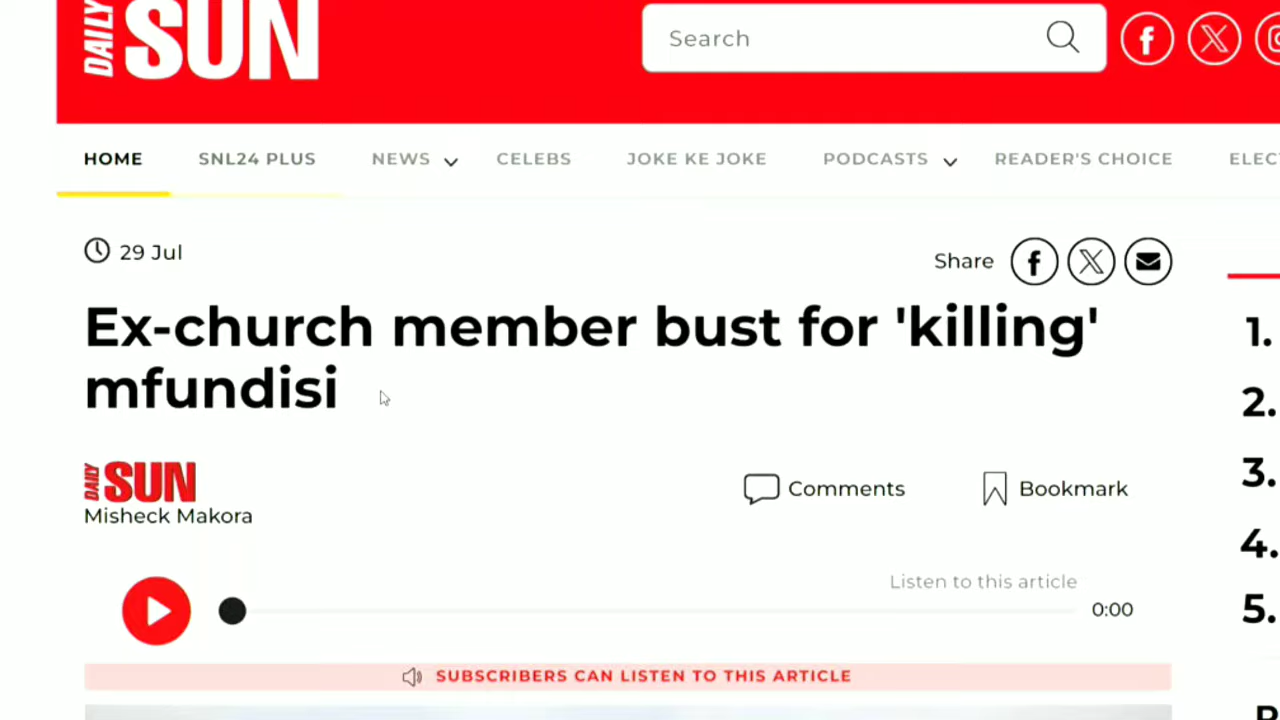 DAILY SUN
Search
HOME SNL24 PLUS NEWS CELEBS JOKE KE JOKE PODCASTS READER'S CHOICE ELEC
29 Jul
Share
Ex-church member bust for 'killing'
mfundisi
DAILY SUN
Misheck Makora
Comments Bookmark
Listen to this article
0:00
SUBSCRIBERS CAN LISTEN TO THIS ARTICLE
1.
2.
3.
4.
5.